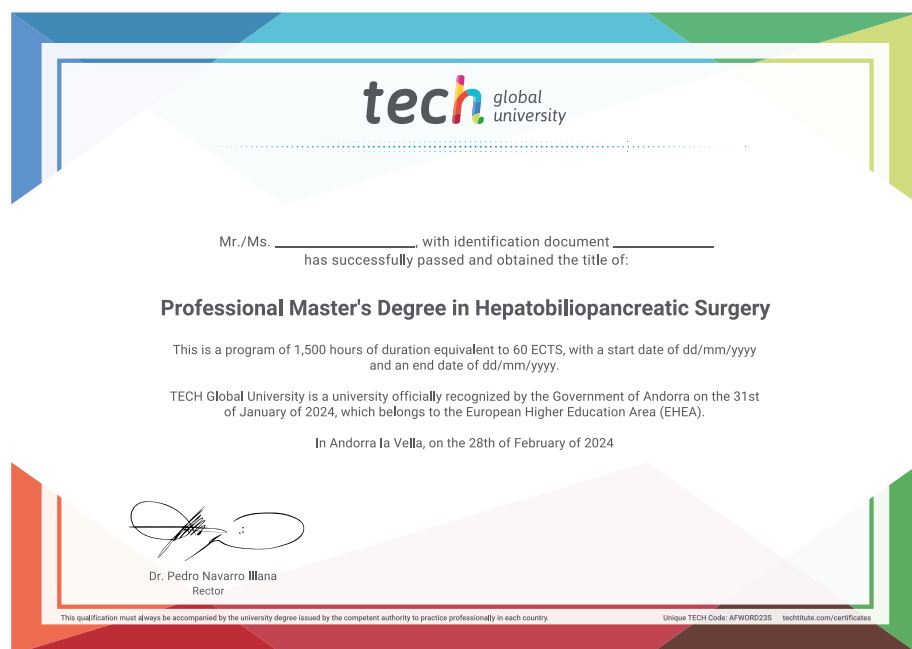 tech global university
Mr./Ms. ____________________, with identification document ______________
has successfully passed and obtained the title of:
Professional Master's Degree in Hepatobiliopancreatic Surgery
This is a program of 1,500 hours of duration equivalent to 60 ECTS, with a start date of dd/mm/yyyy
and an end date of dd/mm/yyyy.
TECH Global University is a university officially recognized by the Government of Andorra on the 31st
of January of 2024, which belongs to the European Higher Education Area (EHEA).
In Andorra la Vella, on the 28th of February of 2024
Dr. Pedro Navarro Illana
Rector
This qualification must always be accompanied by the university degree issued by the competent authority to practice professionally in each country. Unique TECH Code: AFWORD23S techtitute.com/certificates